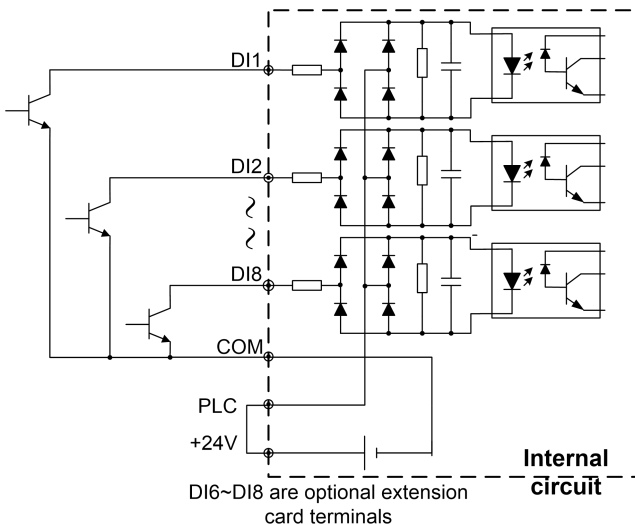 DI1
DI2
DI8
COM
PLC
+24V
Internal
circuit
DI6~DI8 are optional extension
card terminals